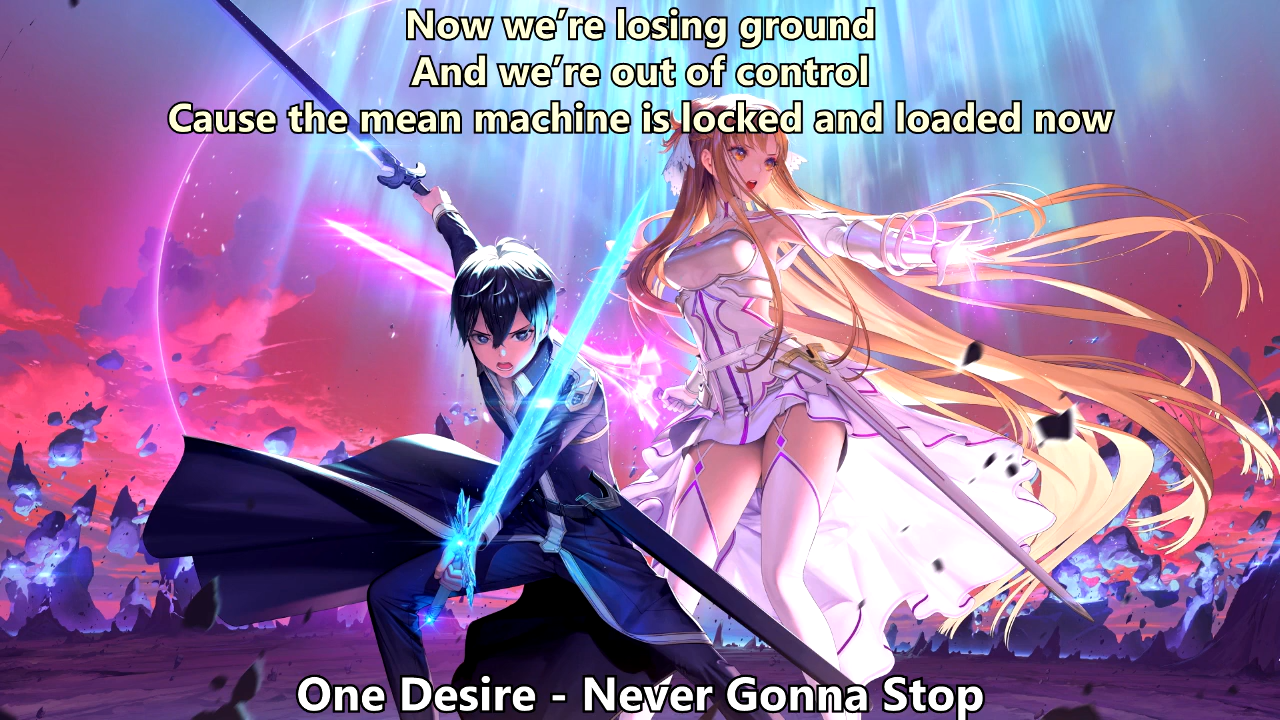 Now we’re losing ground
And we’re out of control
Cause the mean machine is locked and loaded now
One Desire - Never Gonna Stop